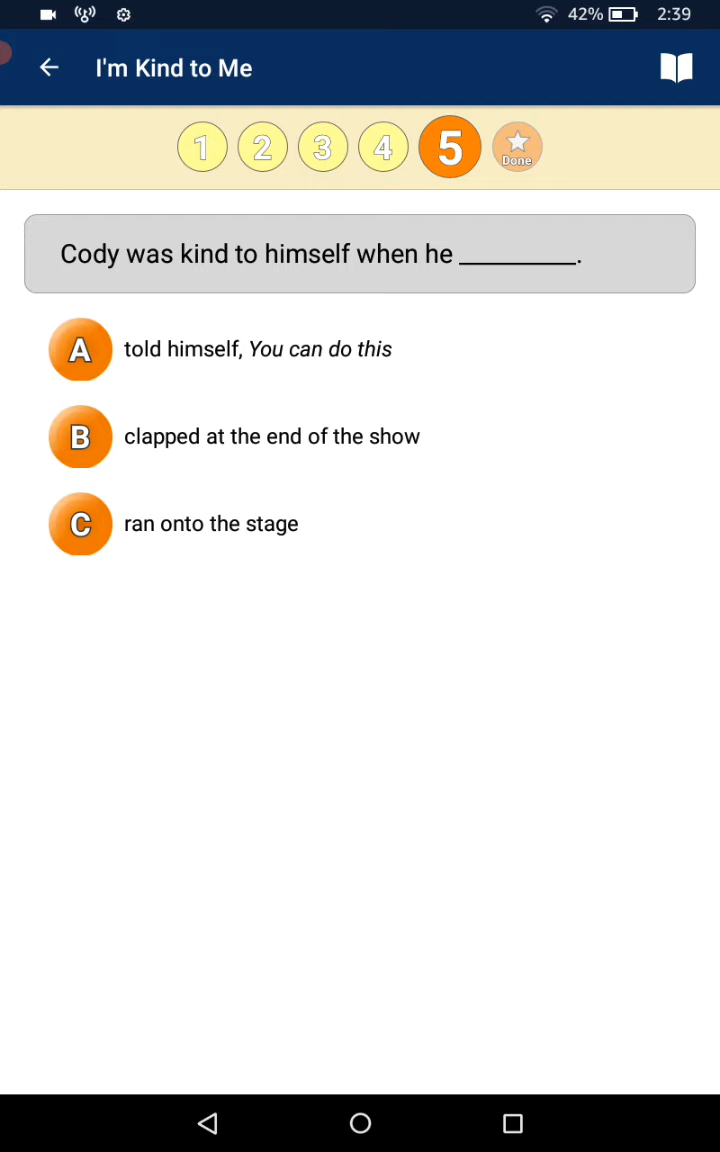 42% 2:39
I'm Kind to Me
1 2 3 4 5 Done
Cody was kind to himself when he __________.
A told himself, You can do this
B clapped at the end of the show
C ran onto the stage